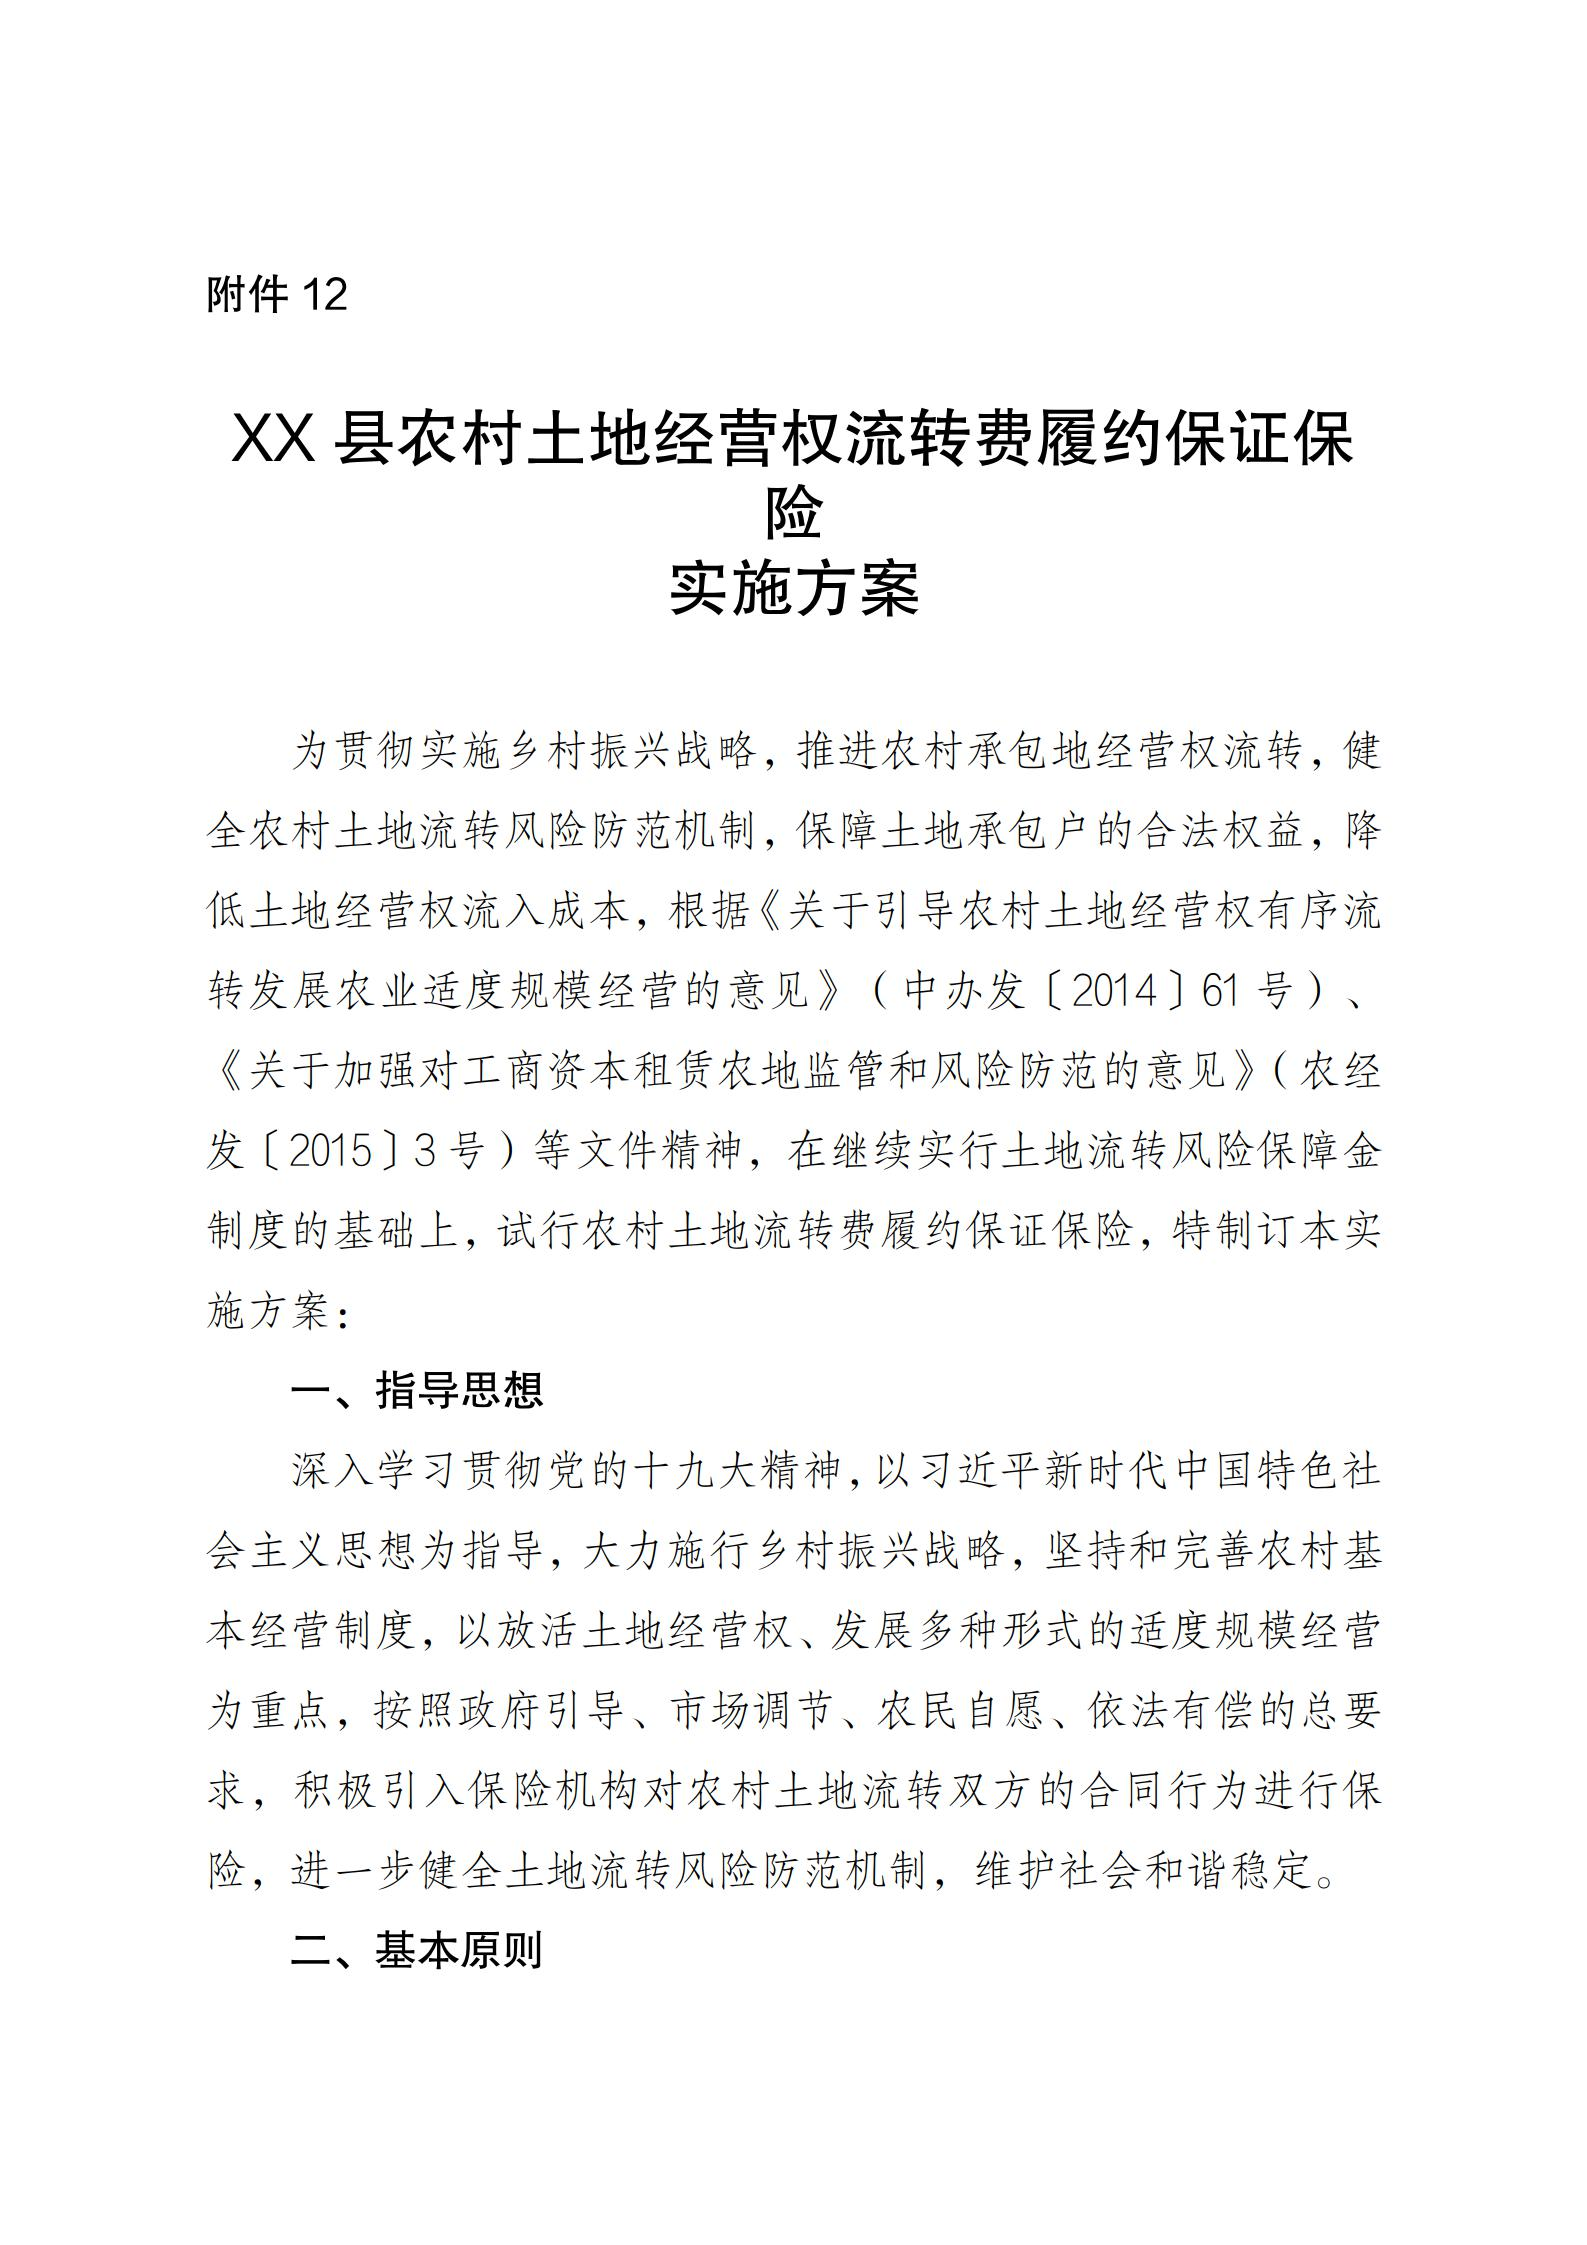 附件 12
XX 县农村土地经营权流转费履约保证保
险
实施方案
为贯彻实施乡村振兴战略，推进农村承包地经营权流转，健
全农村土地流转风险防范机制，保障土地承包户的合法权益，降
低土地经营权流入成本，根据《关于引导农村土地经营权有序流
转发展农业适度规模经营的意见》（中办发〔2014〕61 号）、
《关于加强对工商资本租赁农地监管和风险防范的意见》（农经
发〔2015〕3 号）等文件精神，在继续实行土地流转风险保障金
制度的基础上，试行农村土地流转费履约保证保险，特制订本实
施方案：
一、指导思想
深入学习贯彻党的十九大精神，以习近平新时代中国特色社
会主义思想为指导，大力施行乡村振兴战略，坚持和完善农村基
本经营制度，以放活土地经营权、发展多种形式的适度规模经营
为重点，按照政府引导、市场调节、农民自愿、依法有偿的总要
求，积极引入保险机构对农村土地流转双方的合同行为进行保
险，进一步健全土地流转风险防范机制，维护社会和谐稳定。
二、基本原则